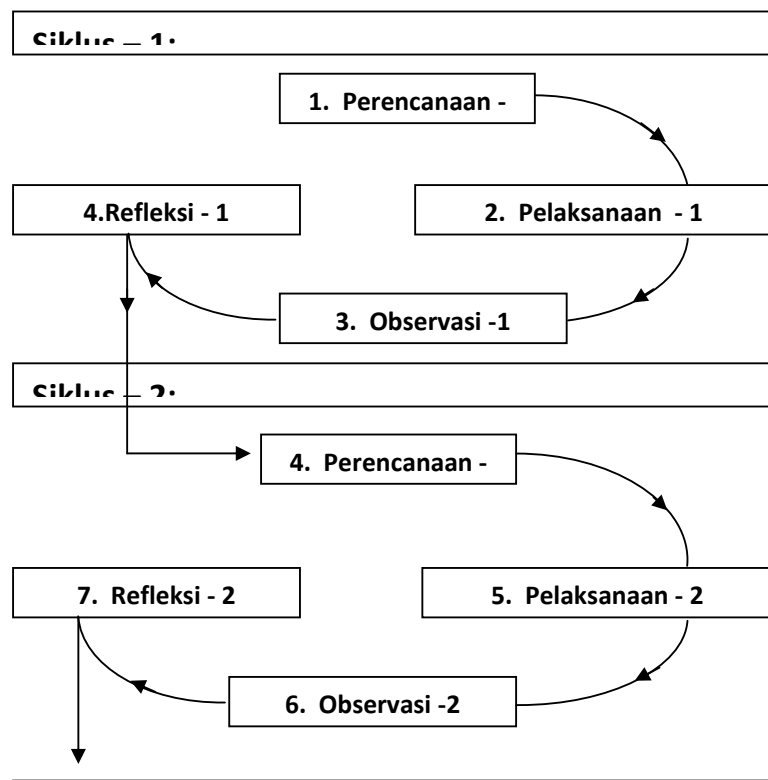 Siklus – 1:
1. Perencanaan -
4.Refleksi - 1
2. Pelaksanaan - 1
3. Observasi -1
Siklus – 2:
4. Perencanaan -
7. Refleksi - 2
5. Pelaksanaan - 2
6. Observasi -2